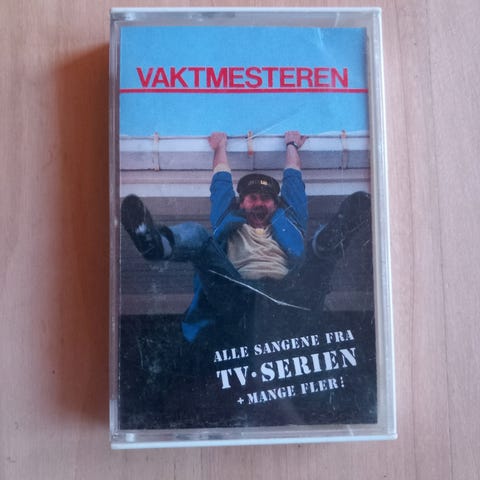 VAKTMESTEREN
ALLE SANGENE FRA
TV·SERIEN
+ MANGE FLER!